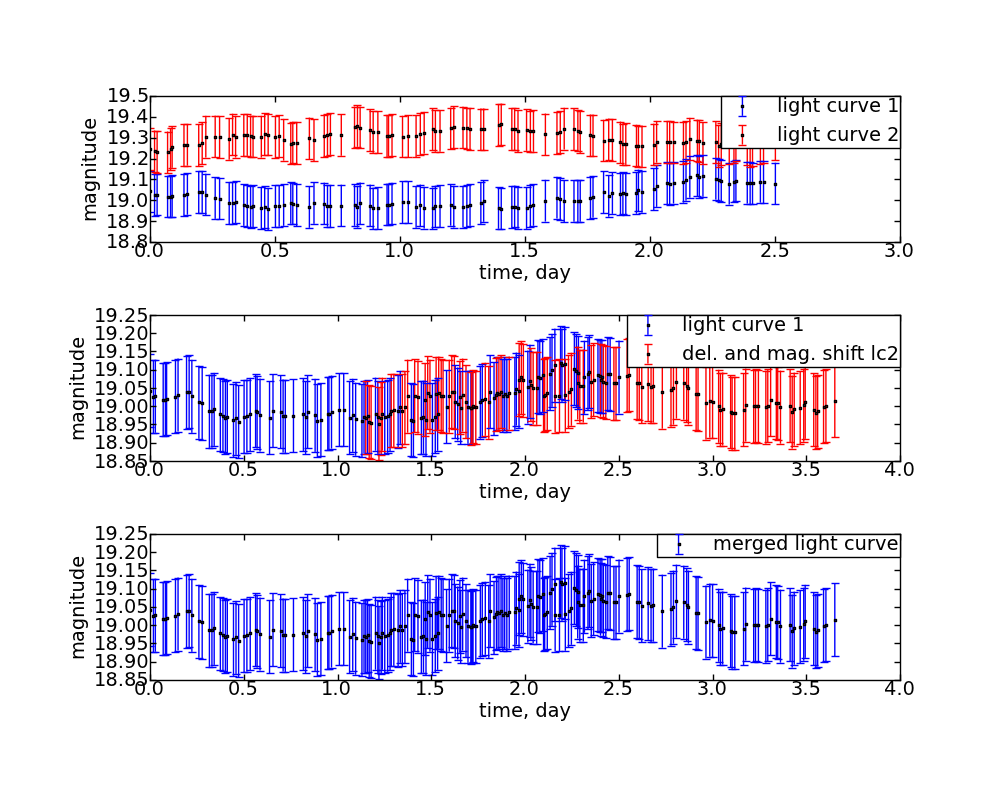 19.5
19.4
19.3
19.2
19.1
19.0
18.9
18.8
magnitude
light curve 1
light curve 2
0.0 0.5 1.0 1.5 2.0 2.5 3.0
time, day
19.25
19.20
19.15
19.10
19.05
19.00
18.95
18.90
18.85
magnitude
light curve 1
del. and mag. shift lc2
0.0 0.5 1.0 1.5 2.0 2.5 3.0 3.5 4.0
time, day
19.25
19.20
19.15
19.10
19.05
19.00
18.95
18.90
18.85
magnitude
merged light curve
0.0 0.5 1.0 1.5 2.0 2.5 3.0 3.5 4.0
time, day